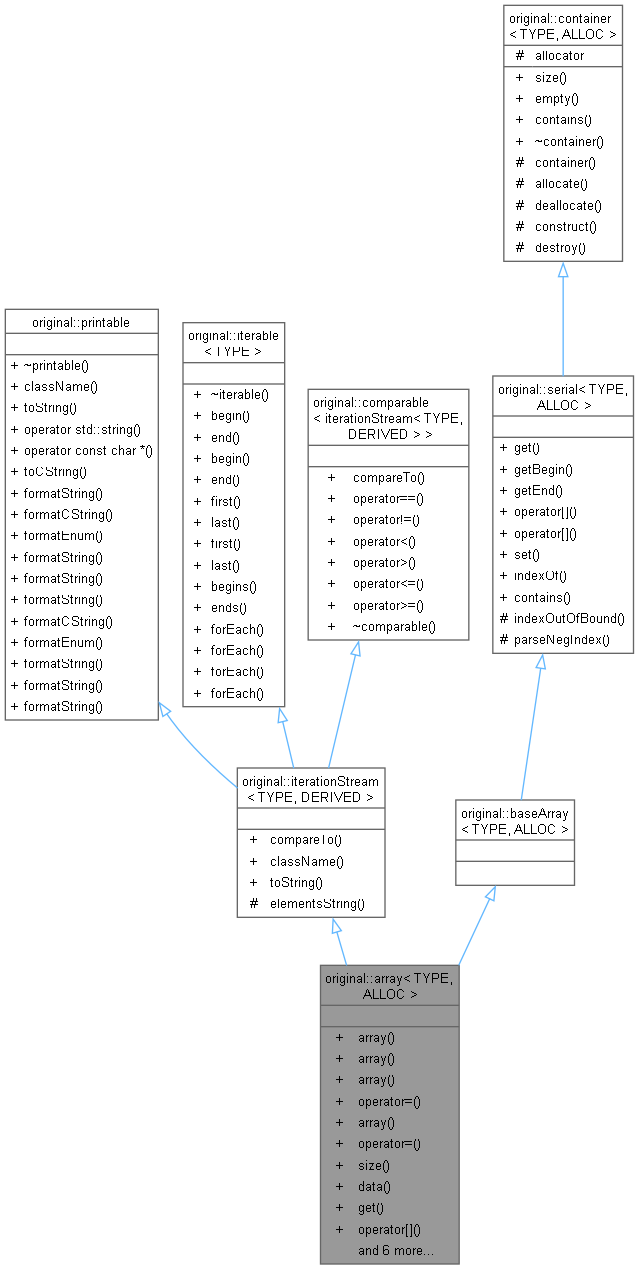 original::container
< TYPE, ALLOC >
# allocator
+ size()
+ empty()
+ contains()
+ ~container()
# container()
# allocate()
# deallocate()
# construct()
# destroy()
original::printable
+ ~printable()
+ className()
+ toString()
+ operator std::string()
+ operator const char *()
+ toCString()
+ formatString()
+ formatCString()
+ formatEnum()
+ formatString()
+ formatString()
+ formatString()
+ formatCString()
+ formatEnum()
+ formatString()
+ formatString()
+ formatString()
original::iterable
< TYPE >
+ ~iterable()
+ begin()
+ end()
+ begin()
+ end()
+ first()
+ last()
+ first()
+ last()
+ begins()
+ ends()
+ forEach()
+ forEach()
+ forEach()
+ forEach()
original::comparable
< iterationStream< TYPE,
DERIVED > >
+ compareTo()
+ operator==()
+ operator!=()
+ operator<()
+ operator>()
+ operator<=()
+ operator>=()
+ ~comparable()
original::serial< TYPE,
ALLOC >
+ get()
+ getBegin()
+ getEnd()
+ operator[]()
+ operator[]()
+ set()
+ indexOf()
+ contains()
# indexOutOfBound()
# parseNegIndex()
original::iterationStream
< TYPE, DERIVED >
+ compareTo()
+ className()
+ toString()
# elementsString()
original::baseArray
< TYPE, ALLOC >
original::array< TYPE,
ALLOC >
+ array()
+ array()
+ array()
+ operator=()
+ array()
+ operator=()
+ size()
+ data()
+ get()
+ operator[]()
and 6 more...